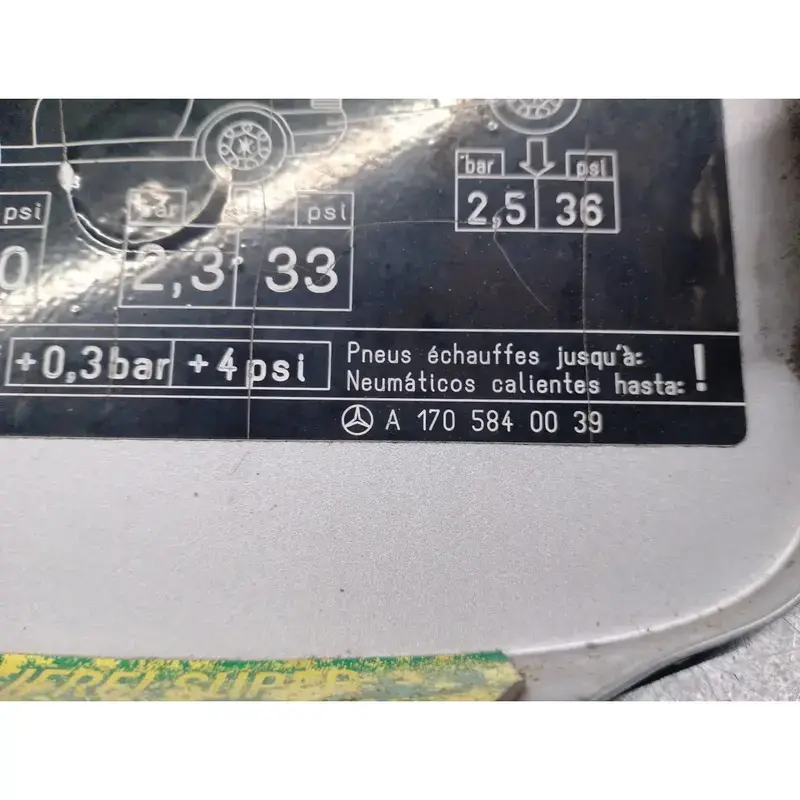 bar psi
2,5 36
psi bar psi
0 2,3 33
+0,3bar +4psi
Pneus échauffes jusqu'à: !
Neumáticos calientes hasta:
A 170 584 00 39